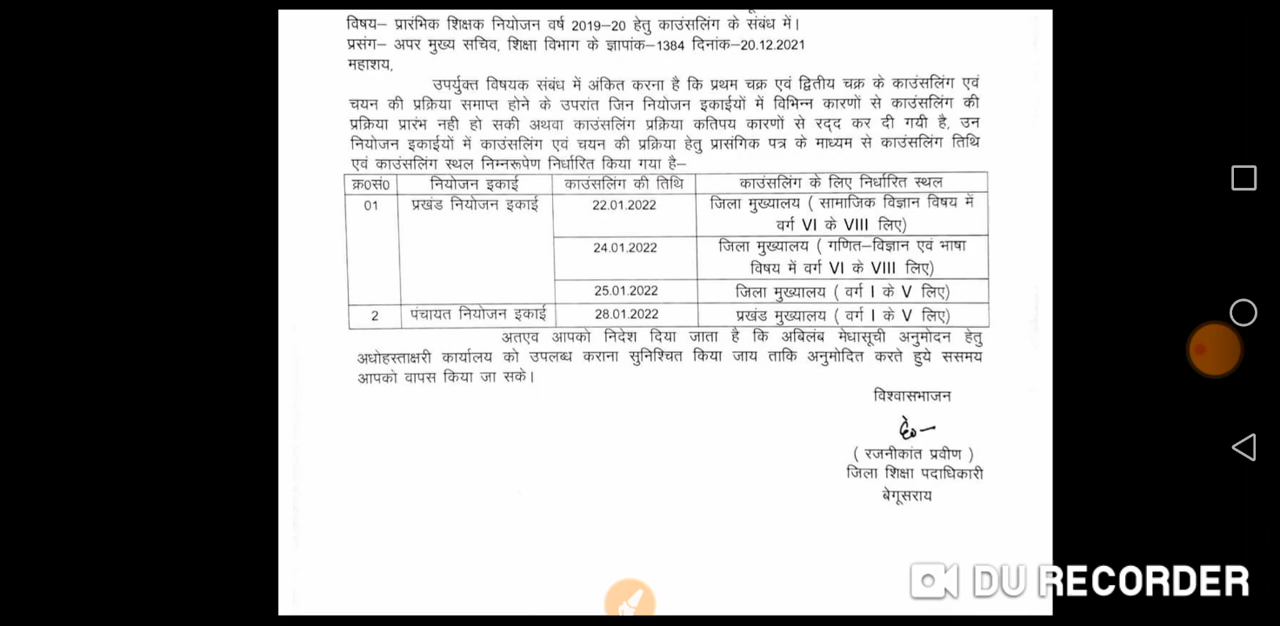 विषय– प्रारंभिक शिक्षक नियोजन वर्ष 2019-20 हेतु काउंसलिंग के संबंध में।
प्रसंग– अपर मुख्य सचिव, शिक्षा विभाग के ज्ञापांक–1384 दिनांक–20.12.2021
महाशय,
उपर्युक्त विषयक संबंध में अंकित करना है कि प्रथम चक्र एवं द्वितीय चक्र के काउंसलिंग एवं
चयन की प्रक्रिया समाप्त होने के उपरांत जिन नियोजन इकाईयों में विभिन्न कारणों से काउंसलिंग की
प्रक्रिया प्रारंभ नही हो सकी अथवा काउंसलिंग प्रक्रिया कतिपय कारणों से रद्द कर दी गयी है, उन
नियोजन इकाईयों में काउंसलिंग एवं चयन की प्रक्रिया हेतु प्रासंगिक पत्र के माध्यम से काउंसलिंग तिथि
एवं काउंसलिंग स्थल निम्नरूपेण निर्धारित किया गया है–
क्र0सं0 नियोजन इकाई काउंसलिंग की तिथि काउंसलिंग के लिए निर्धारित स्थल
01 प्रखंड नियोजन इकाई 22.01.2022 जिला मुख्यालय ( सामाजिक विज्ञान विषय में
वर्ग VI के VIII लिए)
24.01.2022 जिला मुख्यालय ( गणित–विज्ञान एवं भाषा
विषय में वर्ग VI के VIII लिए)
25.01.2022 जिला मुख्यालय ( वर्ग I के V लिए)
2 पंचायत नियोजन इकाई 28.01.2022 प्रखंड मुख्यालय ( वर्ग I के V लिए)
अतएव आपको निदेश दिया जाता है कि अबिलंब मेधासूची अनुमोदन हेतु
अधोहस्ताक्षरी कार्यालय को उपलब्ध कराना सुनिश्चित किया जाय ताकि अनुमोदित करते हुये ससमय
आपको वापस किया जा सके।
विश्वासभाजन
( रजनीकांत प्रवीण )
जिला शिक्षा पदाधिकारी
बेगूसराय
DU RECORDER